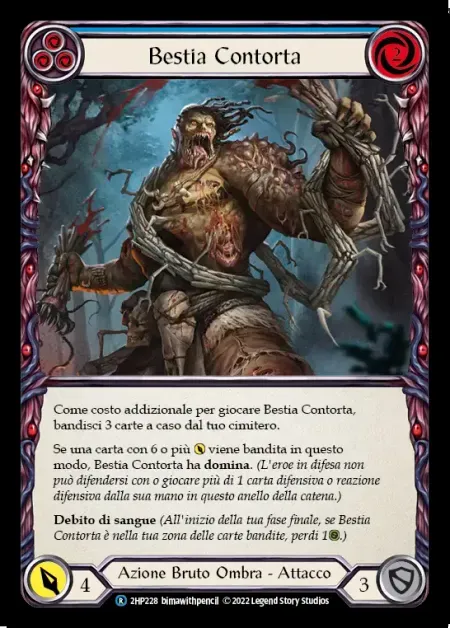 Bestia Contorta
2
Come costo addizionale per giocare Bestia Contorta,
bandisci 3 carte a caso dal tuo cimitero.
Se una carta con 6 o più viene bandita in questo
modo, Bestia Contorta ha domina. (L'eroe in difesa non
può difendersi con o giocare più di 1 carta difensiva o reazione
difensiva dalla sua mano in questo anello della catena.)
Debito di sangue (All'inizio della tua fase finale, se Bestia
Contorta è nella tua zona delle carte bandite, perdi 1.)
4
Azione Bruto Ombra - Attacco
3
R 2HP228 bimawithpencil © 2022 Legend Story Studios